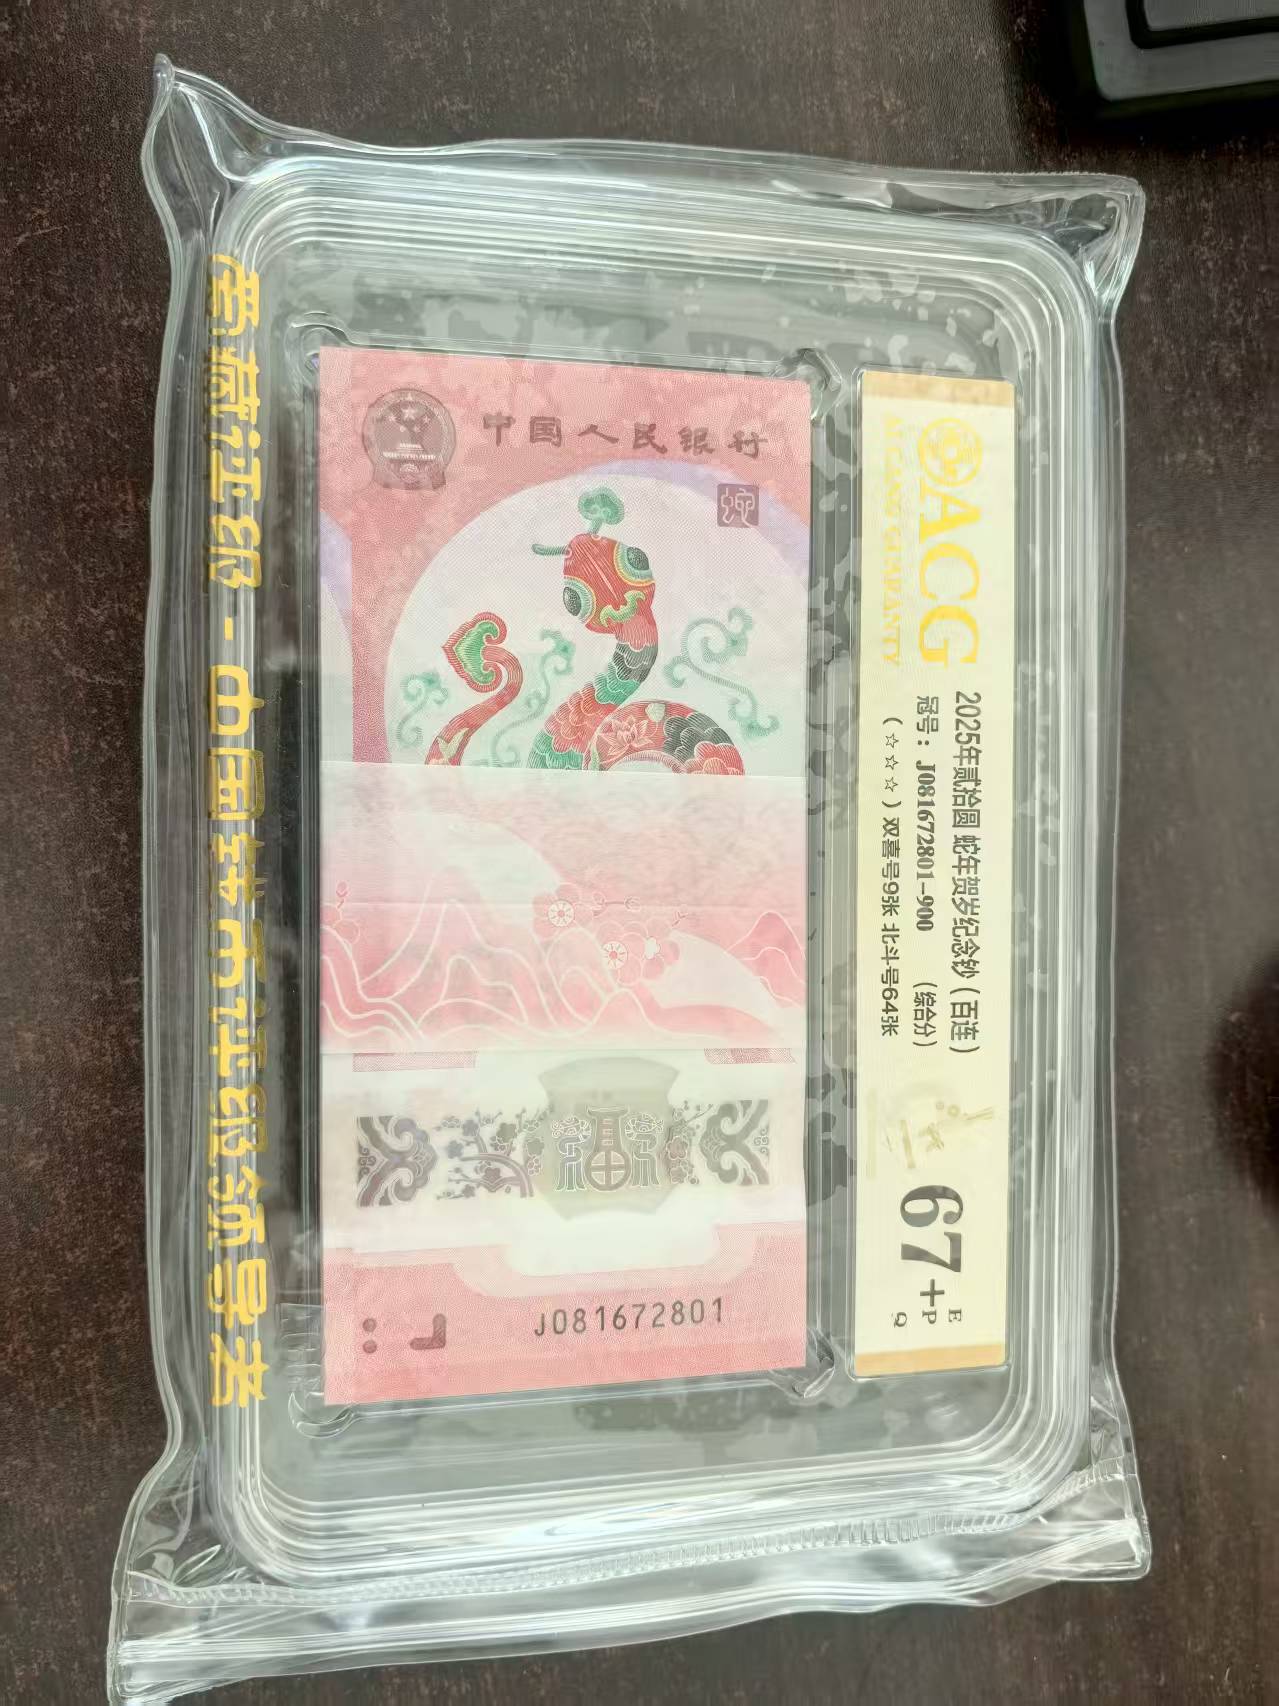 中国人民银行
蛇
福
J081672801
ACG
2025年贰拾圆 蛇年贺岁纪念钞（百连）
冠号：J081672801-900 （综合分）
（☆☆☆）双喜号9张 北斗号64张
67+
E
P
Q
爱藏评级·中国钱币评级领导者